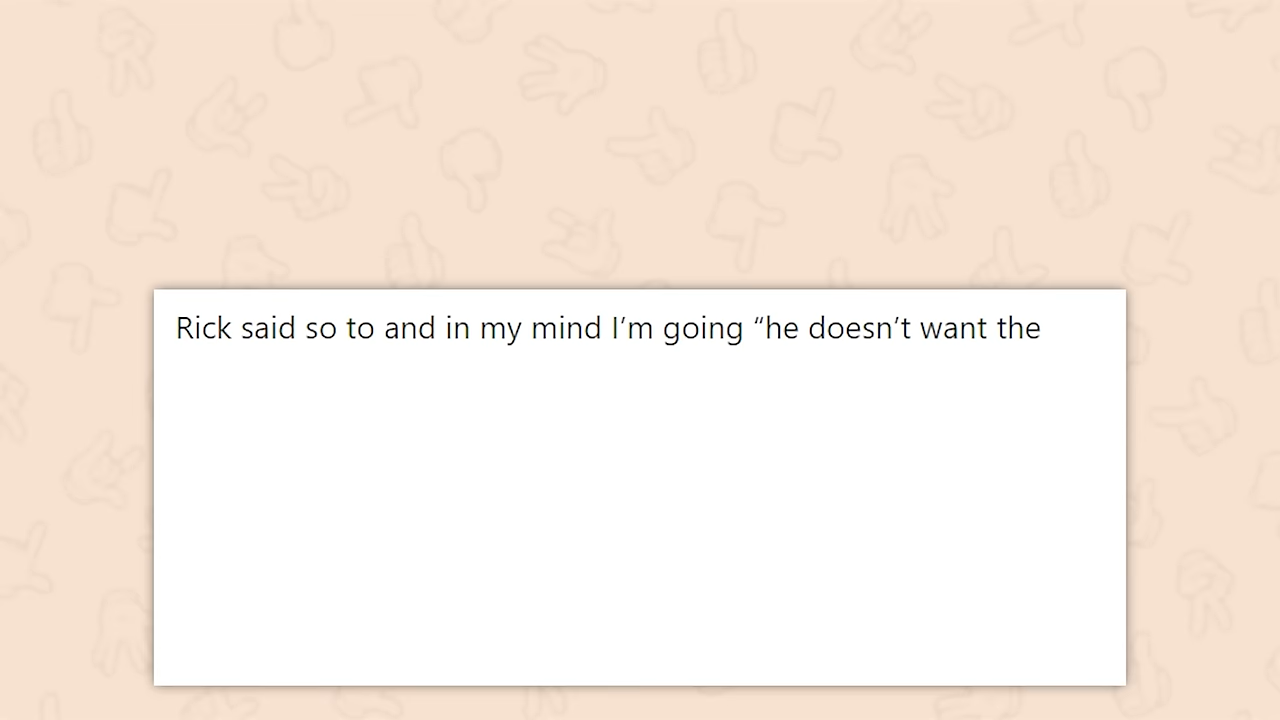 Rick said so to and in my mind I’m going “he doesn’t want the